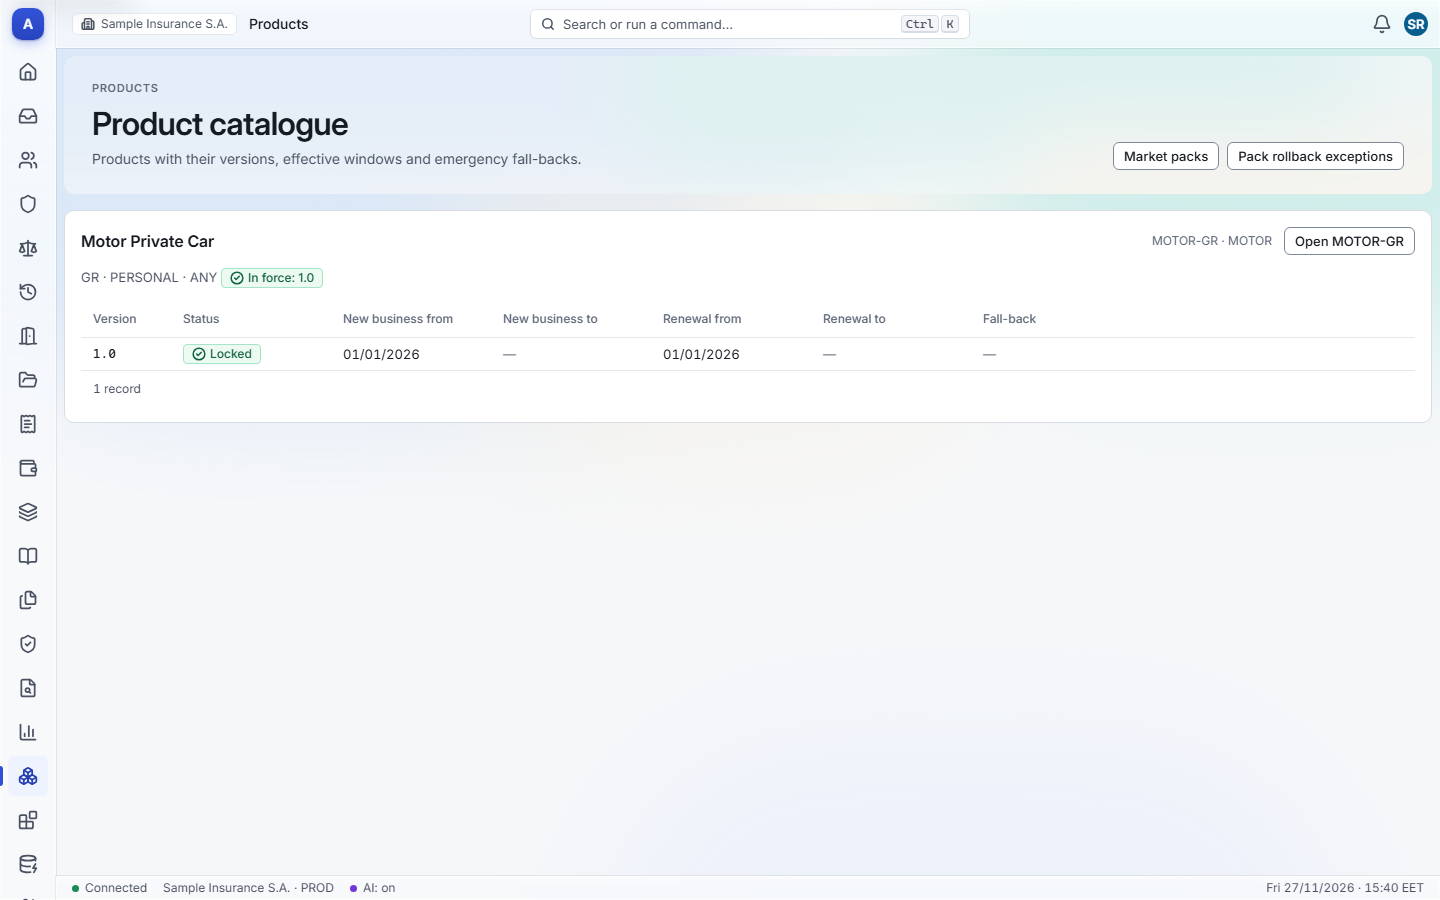 A
Sample Insurance S.A.
Products
Search or run a command...
Ctrl K
SR
PRODUCTS
Product catalogue
Products with their versions, effective windows and emergency fall-backs.
Market packs
Pack rollback exceptions
Motor Private Car
MOTOR-GR · MOTOR
Open MOTOR-GR
GR · PERSONAL · ANY
In force: 1.0
Version Status New business from New business to Renewal from Renewal to Fall-back
1.0 Locked 01/01/2026 — 01/01/2026 — —
1 record
Connected
Sample Insurance S.A. · PROD
AI: on
Fri 27/11/2026 · 15:40 EET